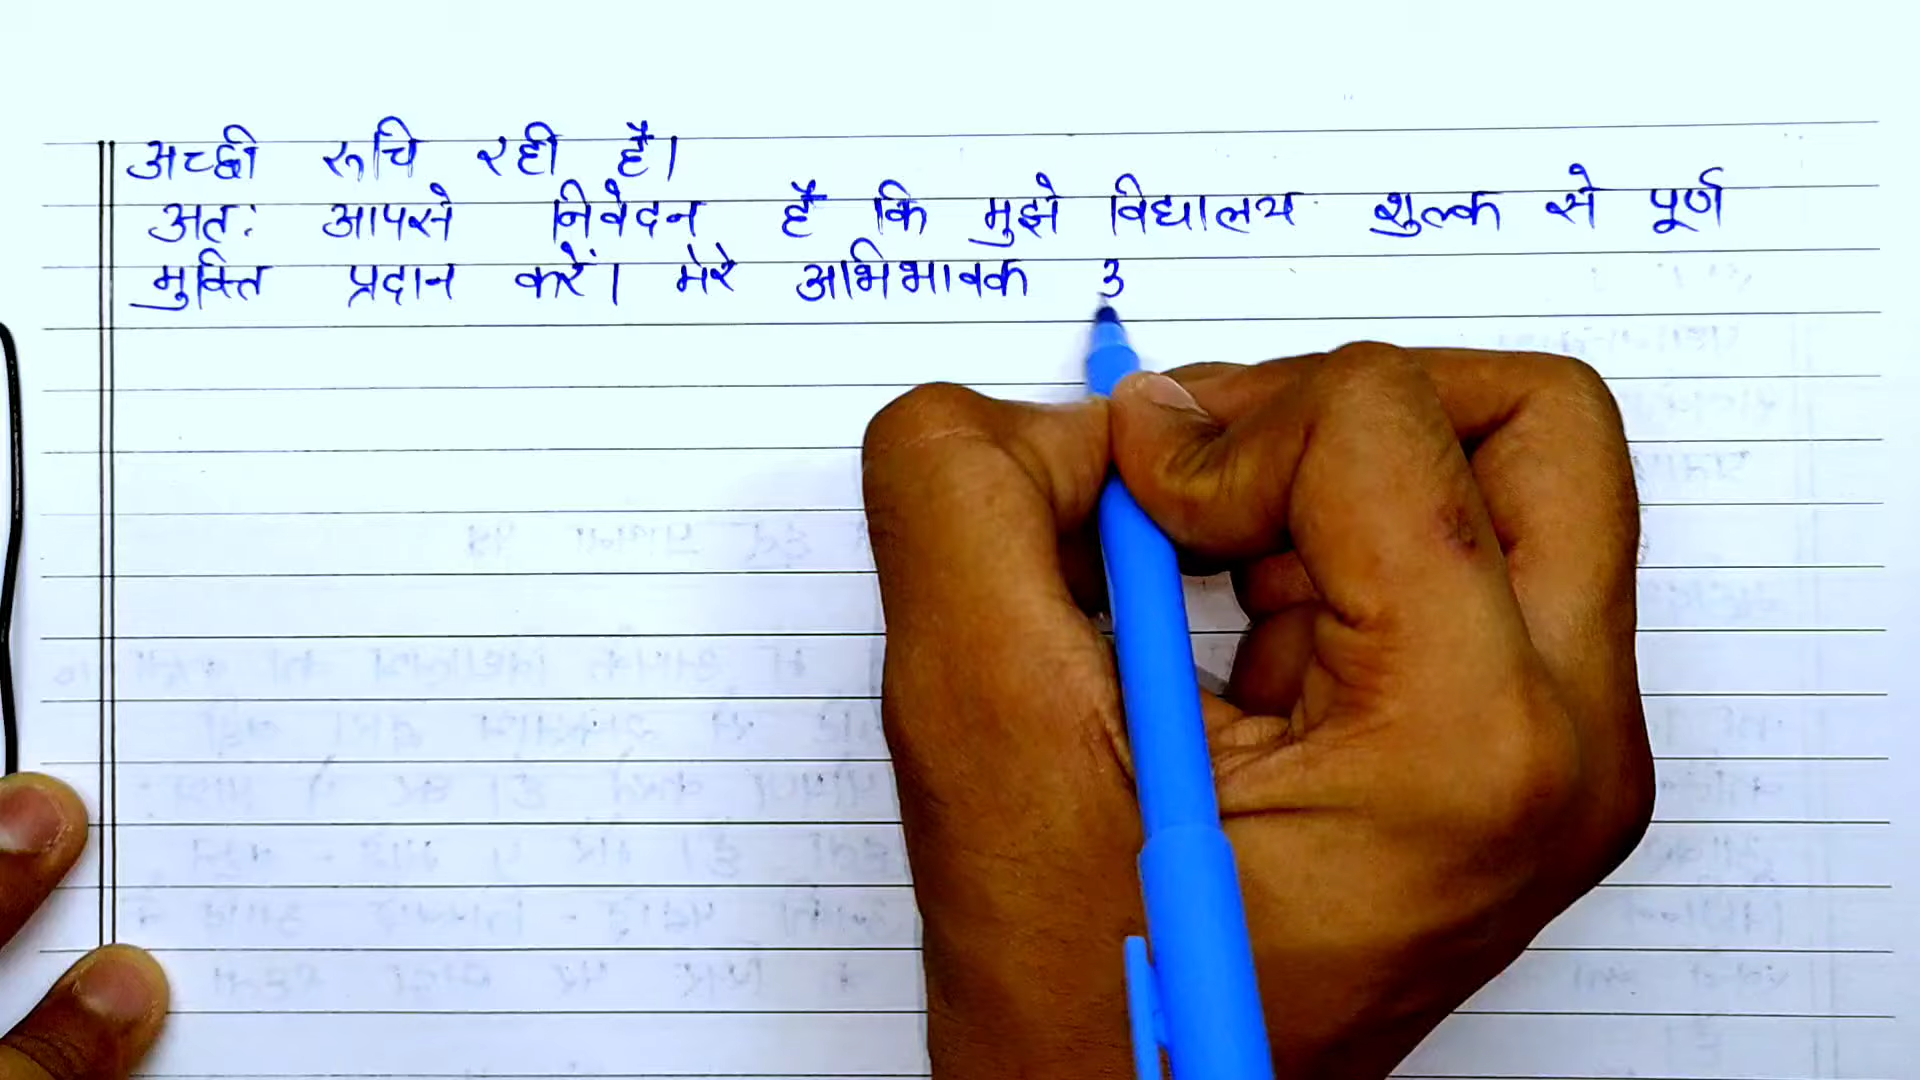 अच्छी रूचि रही है।
अत: आपसे निवेदन है कि मुझे विद्यालय शुल्क से पूर्ण
मुक्ति प्रदान करें। मेरे अभिभावक